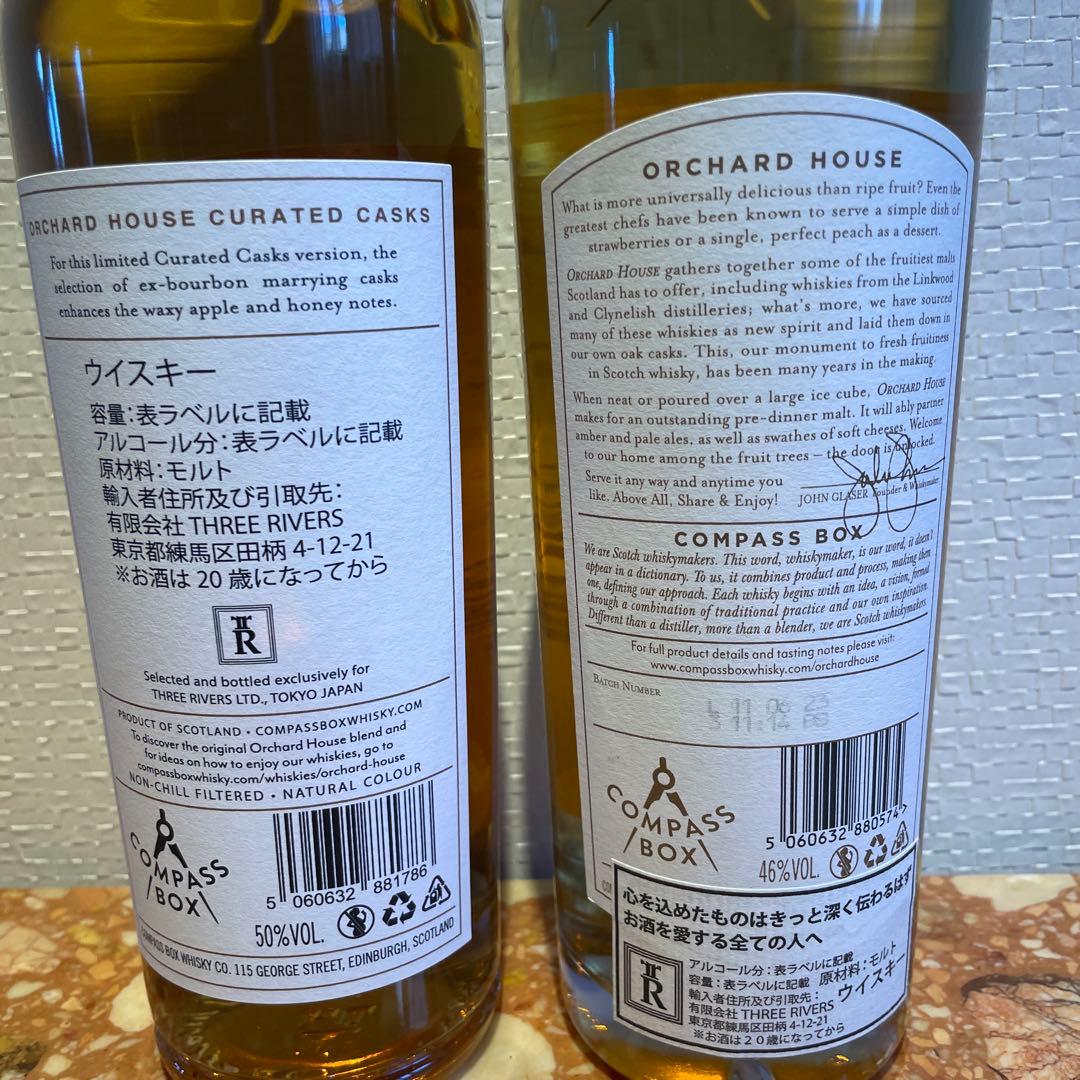 ORCHARD HOUSE CURATED CASKS
For this limited Curated Casks version, the
selection of ex-bourbon marrying casks
enhances the waxy apple and honey notes.
ウイスキー
容量：表ラベルに記載
アルコール分：表ラベルに記載
原材料：モルト
輸入者住所及び引取先：
有限会社 THREE RIVERS
東京都練馬区田柄 4-12-21
※お酒は 20 歳になってから
TR
Selected and bottled exclusively for
THREE RIVERS LTD., TOKYO JAPAN
PRODUCT OF SCOTLAND • COMPASSBOXWHISKY.COM
To discover the original Orchard House blend and
for ideas on how to enjoy our whiskies, go to
compassboxwhisky.com/whiskies/orchard-house
NON-CHILL FILTERED • NATURAL COLOUR
COMPASS
BOX
5 060632 881786
50%VOL.
COMPASS BOX WHISKY CO. 115 GEORGE STREET, EDINBURGH, SCOTLAND
ORCHARD HOUSE
What is more universally delicious than ripe fruit? Even the
greatest chefs have been known to serve a simple dish of
strawberries or a single, perfect peach as a dessert.
ORCHARD HOUSE gathers together some of the fruitiest malts
Scotland has to offer, including whiskies from the Linkwood
and Clynelish distilleries; what's more, we have sourced
many of these whiskies as new spirit and laid them down in
our own oak casks. This, our monument to fresh fruitiness
in Scotch whisky, has been many years in the making.
When neat or poured over a large ice cube, ORCHARD HOUSE
makes for an outstanding pre-dinner malt. It will ably partner
amber and pale ales, as well as swathes of soft cheeses. Welcome
to our home among the fruit trees – the door is unlocked.
Serve it any way and anytime you
like. Above All, Share & Enjoy!
JOHN GLASER Founder & Whiskymaker
COMPASS BOX
We are Scotch whiskymakers. This word, whiskymaker, is our word, it doesn't
appear in a dictionary. To us, it combines product and process, making them
one, defining our approach. Each whisky begins with an idea, a vision, formed
through a combination of traditional practice and our own inspiration.
Different than a distiller, more than a blender, we are Scotch whiskymakers.
For full product details and tasting notes please visit:
www.compassboxwhisky.com/orchardhouse
BATCH NUMBER
COMPASS
BOX
5 060632 880574 >
46%VOL.
心を込めたものはきっと深く伝わるはず
お酒を愛する全ての人へ
TR
アルコール分：表ラベルに記載
容量：表ラベルに記載 原材料：モルト
輸入者住所及び引取先： ウイスキー
有限会社 THREE RIVERS
東京都練馬区田柄 4-12-21
※お酒は２０歳になってから